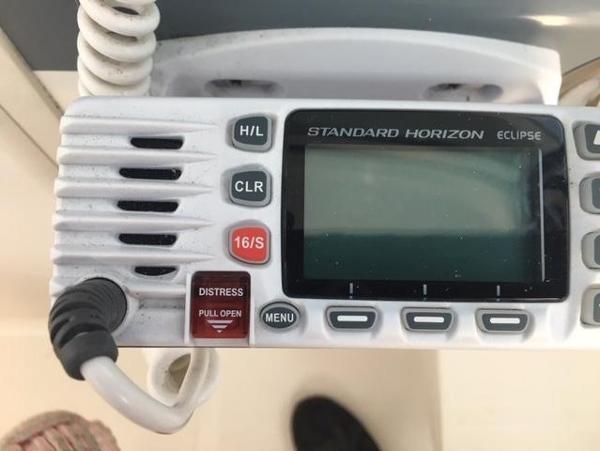 H/L
STANDARD HORIZON ECLIPSE
CLR
16/S
DISTRESS
PULL OPEN
MENU